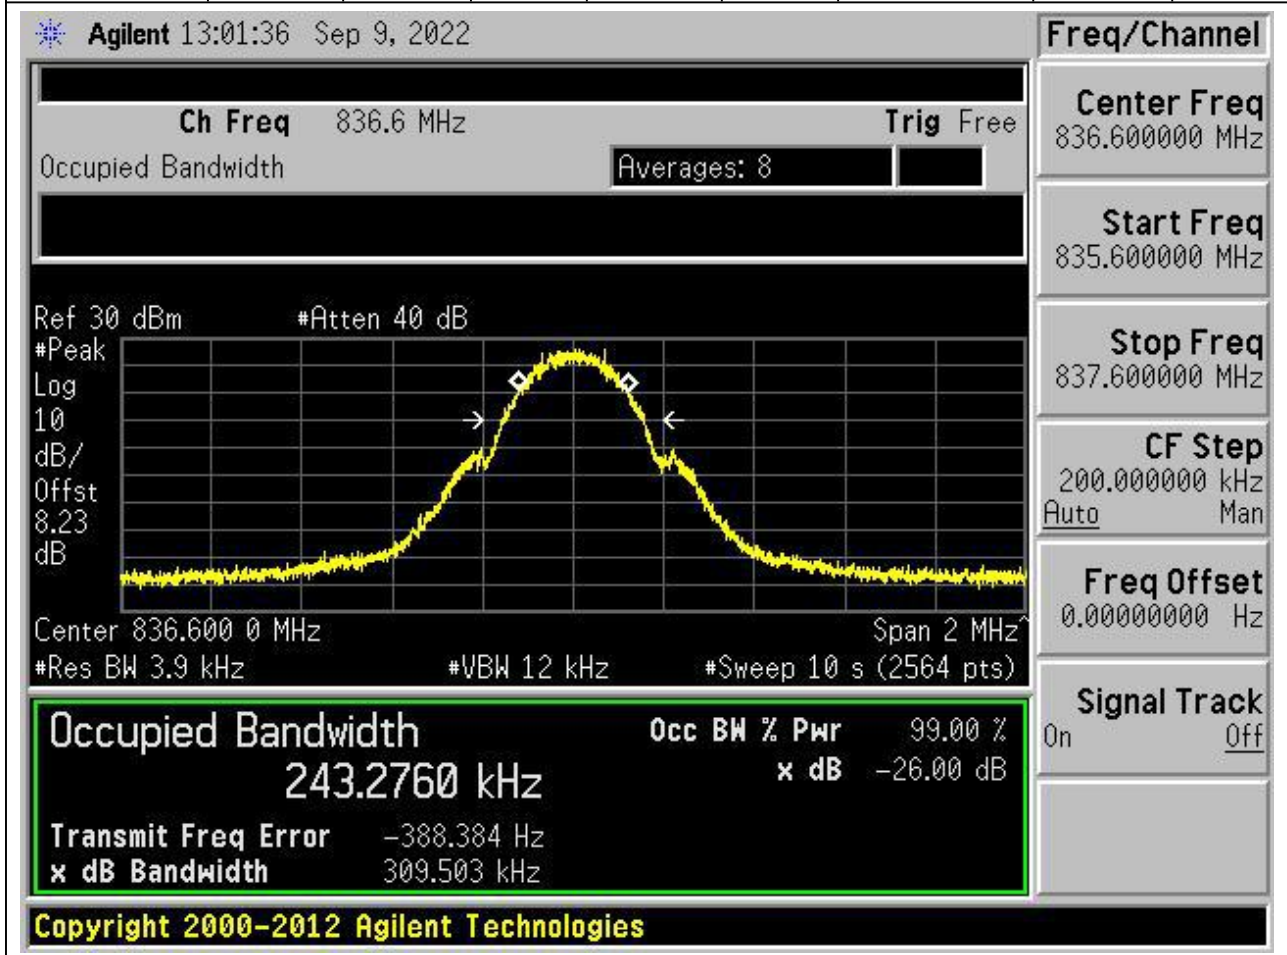 Agilent 13:01:36 Sep 9, 2022
Freq/Channel
Ch Freq 836.6 MHz Trig Free
Occupied Bandwidth Averages: 8
Center Freq
836.600000 MHz
Start Freq
835.600000 MHz
Stop Freq
837.600000 MHz
CF Step
200.000000 kHz
Auto Man
Freq Offset
0.00000000 Hz
Signal Track
On Off
Ref 30 dBm #Atten 40 dB
#Peak
Log
10
dB/
Offst
8.23
dB
Center 836.600 0 MHz Span 2 MHz^
#Res BW 3.9 kHz #VBW 12 kHz #Sweep 10 s (2564 pts)
Occupied Bandwidth Occ BW % Pwr 99.00 %
243.2760 kHz x dB -26.00 dB
Transmit Freq Error -388.384 Hz
x dB Bandwidth 309.503 kHz
Copyright 2000-2012 Agilent Technologies